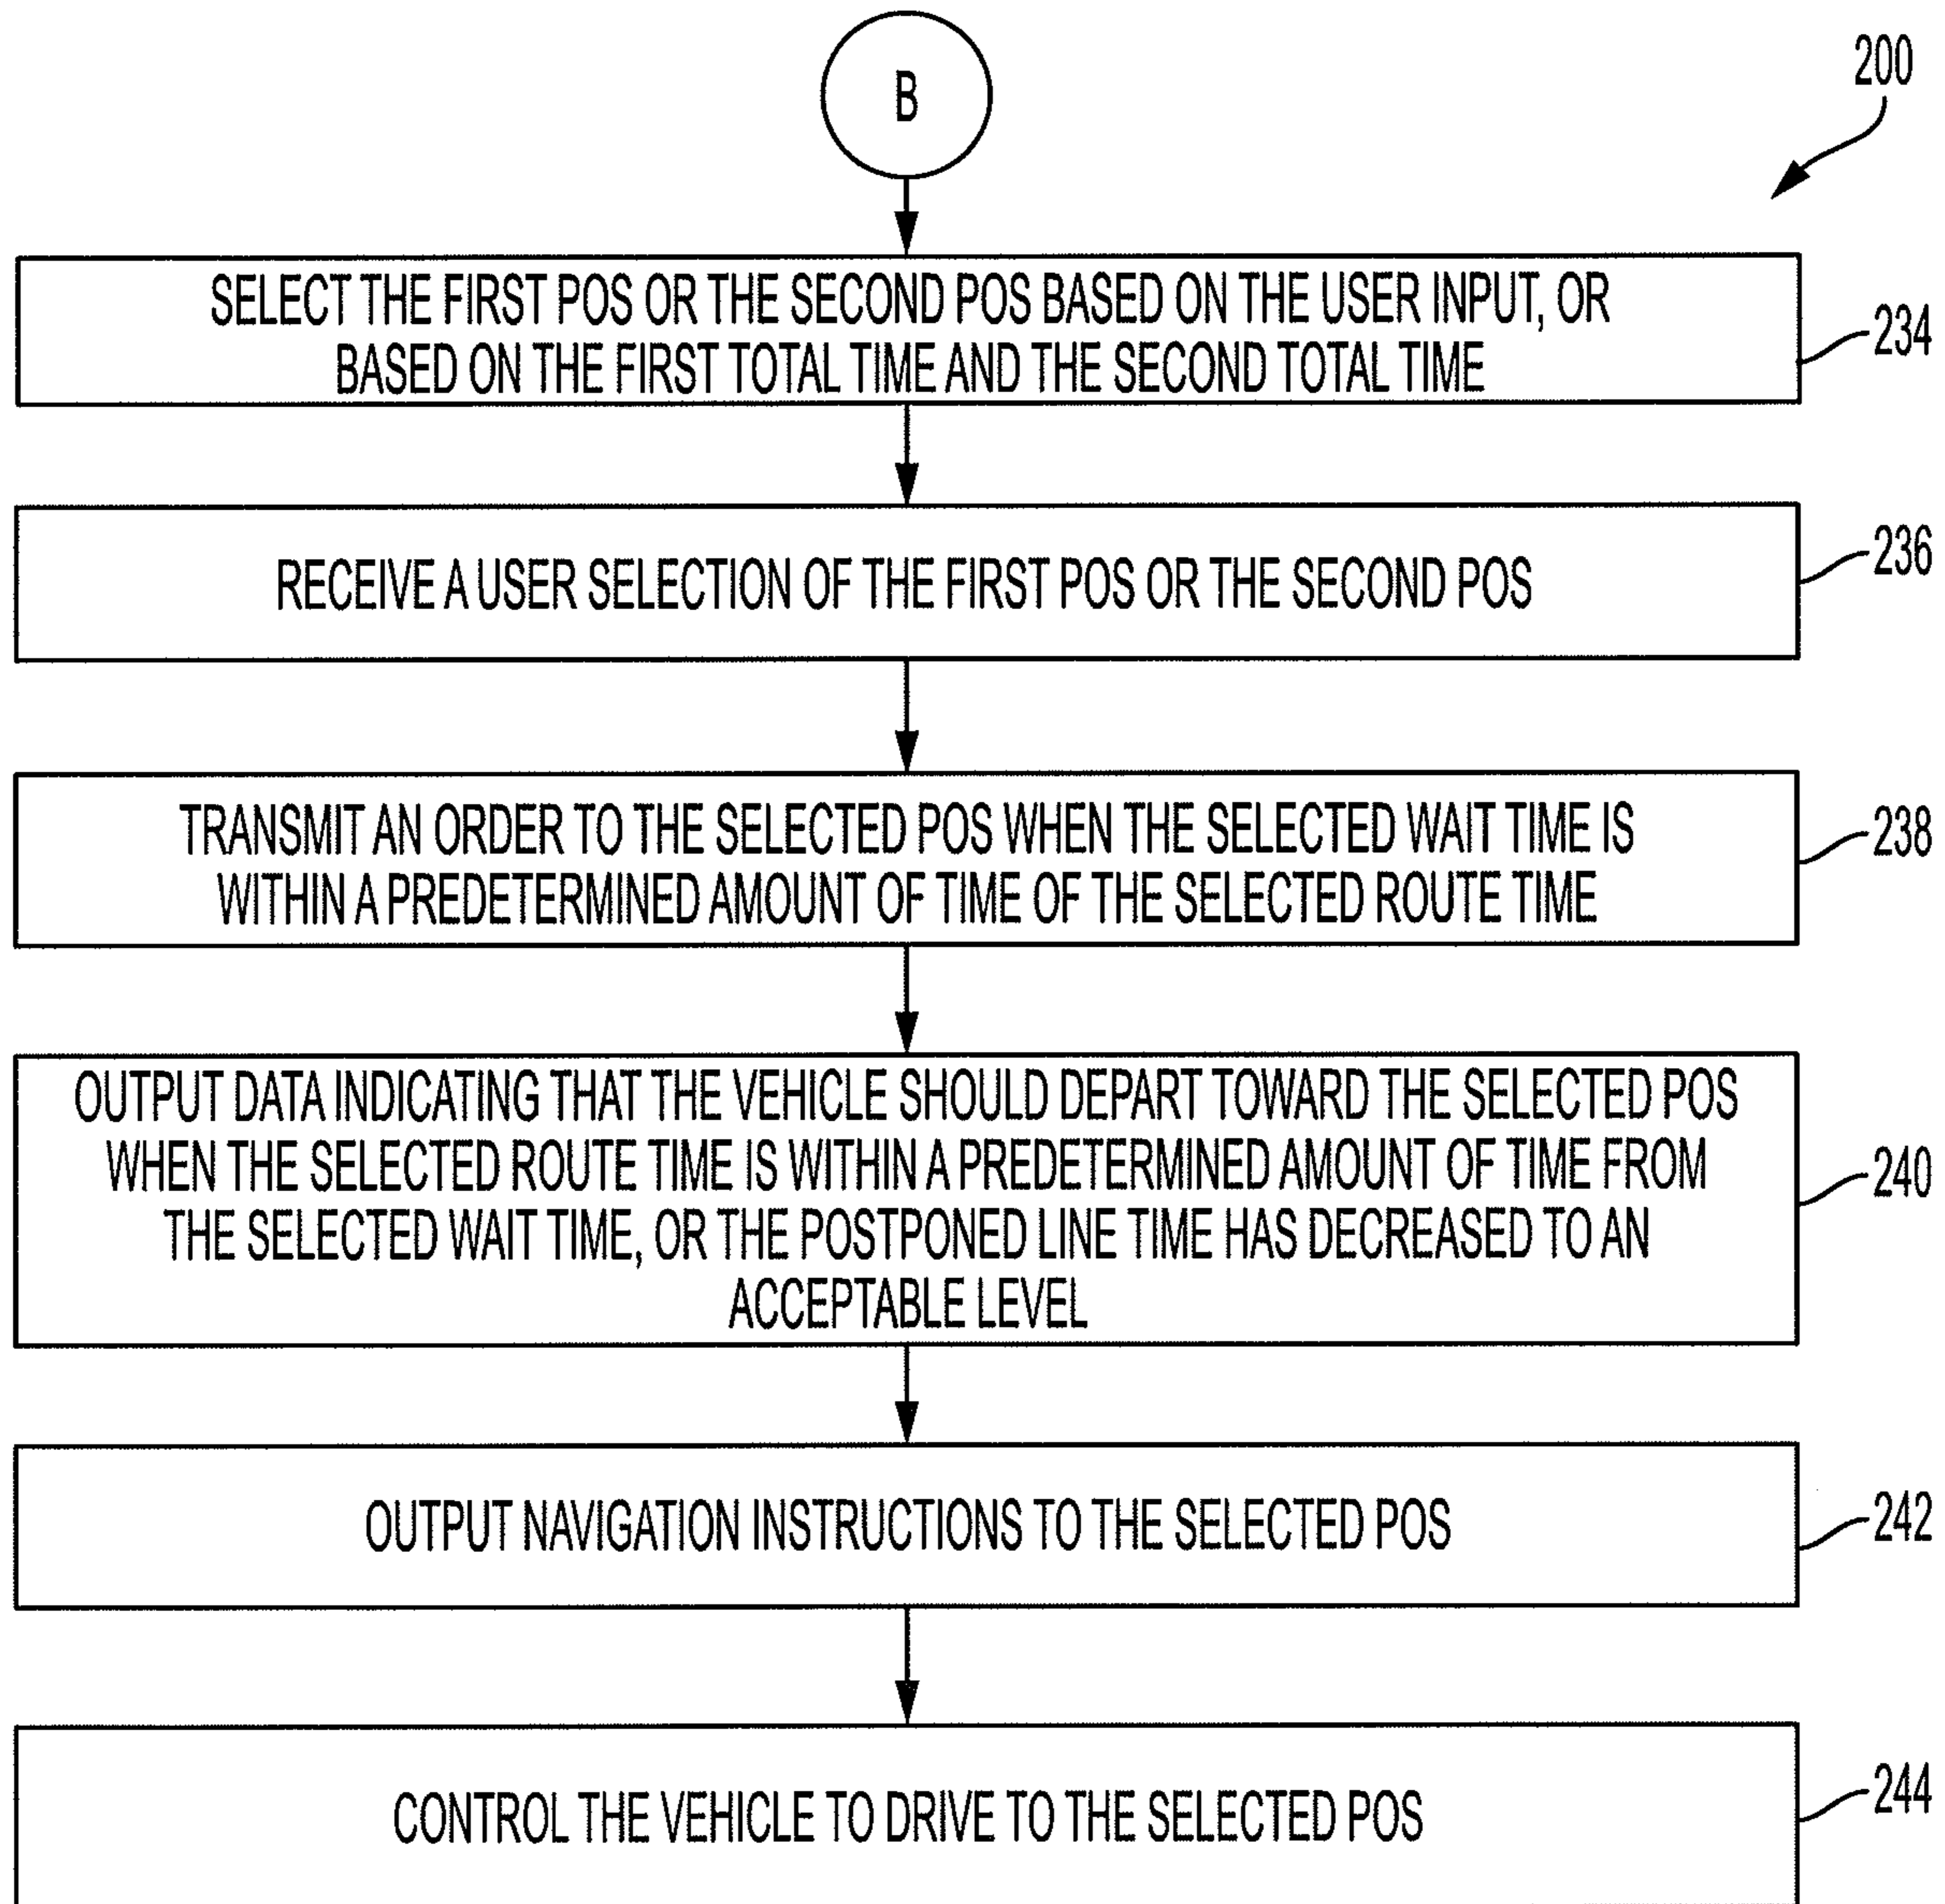 B
200
SELECT THE FIRST POS OR THE SECOND POS BASED ON THE USER INPUT, OR
BASED ON THE FIRST TOTAL TIME AND THE SECOND TOTAL TIME
234
RECEIVE A USER SELECTION OF THE FIRST POS OR THE SECOND POS
236
TRANSMIT AN ORDER TO THE SELECTED POS WHEN THE SELECTED WAIT TIME IS
WITHIN A PREDETERMINED AMOUNT OF TIME OF THE SELECTED ROUTE TIME
238
OUTPUT DATA INDICATING THAT THE VEHICLE SHOULD DEPART TOWARD THE SELECTED POS
WHEN THE SELECTED ROUTE TIME IS WITHIN A PREDETERMINED AMOUNT OF TIME FROM
THE SELECTED WAIT TIME, OR THE POSTPONED LINE TIME HAS DECREASED TO AN
ACCEPTABLE LEVEL
240
OUTPUT NAVIGATION INSTRUCTIONS TO THE SELECTED POS
242
CONTROL THE VEHICLE TO DRIVE TO THE SELECTED POS
244